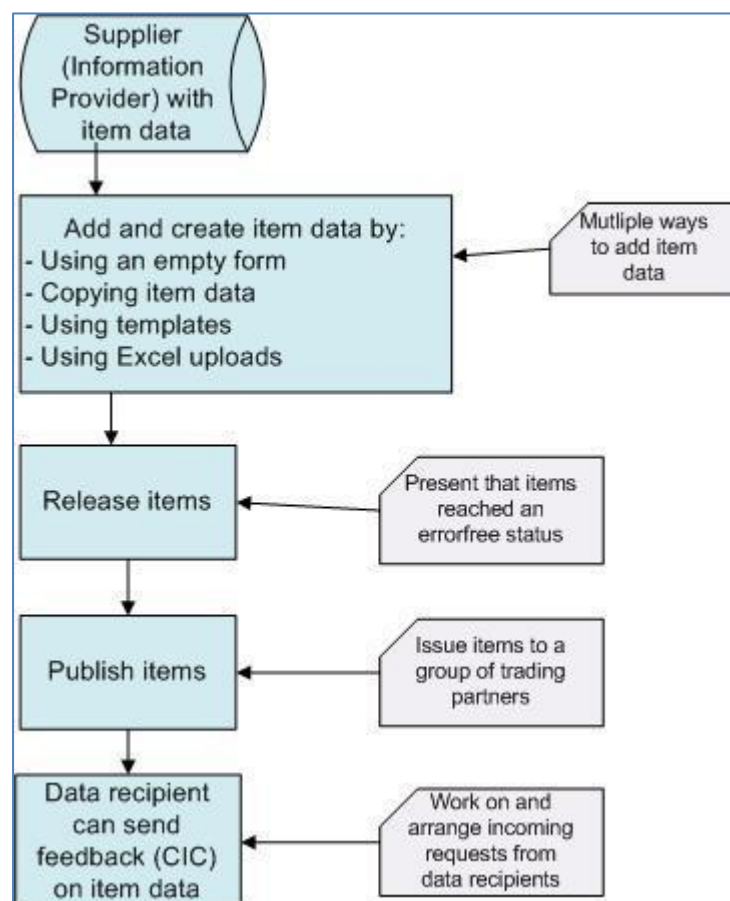 Supplier
(Information
Provider) with
item data
Add and create item data by:
- Using an empty form
- Copying item data
- Using templates
- Using Excel uploads
Mutliple ways
to add item
data
Release items
Present that items
reached an
errorfree status
Publish items
Issue items to a
group of trading
partners
Data recipient
can send
feedback (CIC)
on item data
Work on and
arrange incoming
requests from
data recipients